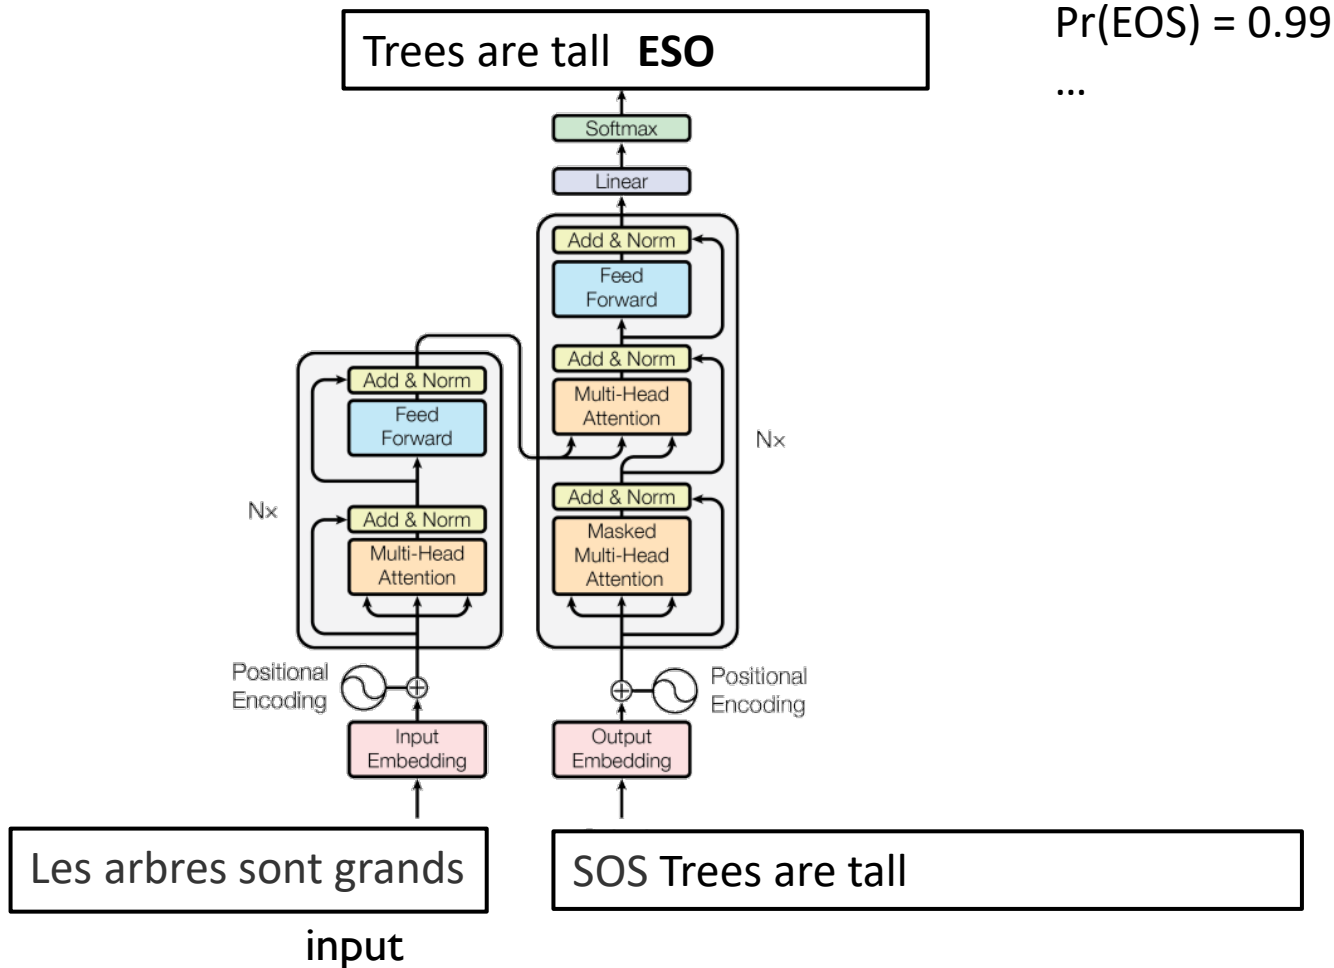 Pr(EOS) = 0.99
...
Trees are tall ESO
Softmax
Linear
Add & Norm
Feed
Forward
Add & Norm
Multi-Head
Attention
Nx
Add & Norm
Masked
Multi-Head
Attention
Add & Norm
Feed
Forward
Nx
Add & Norm
Multi-Head
Attention
Positional
Encoding
Positional
Encoding
Input
Embedding
Output
Embedding
Les arbres sont grands
SOS Trees are tall
input